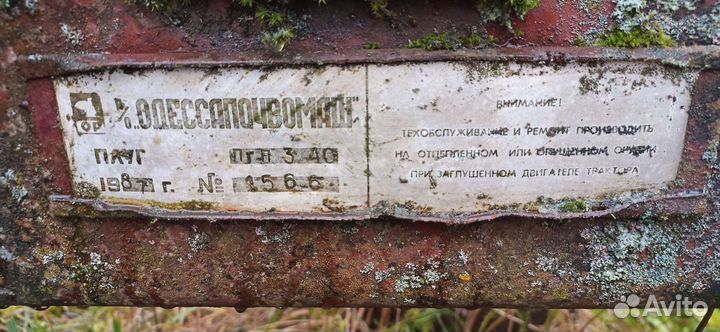 П/О „ОДЕССАПОЧВОМАШ"
ПЛУГ ПГП 3 40
1987 г. № 1566
ВНИМАНИЕ!
ТЕХОБСЛУЖИВАНИЕ И РЕМОНТ ПРОИЗВОДИТЬ
НА ОТЦЕПЛЕННОМ ИЛИ ОПУЩЕННОМ ОРУДИИ
ПРИ ЗАГЛУШЕННОМ ДВИГАТЕЛЕ ТРАКТОРА
Avito